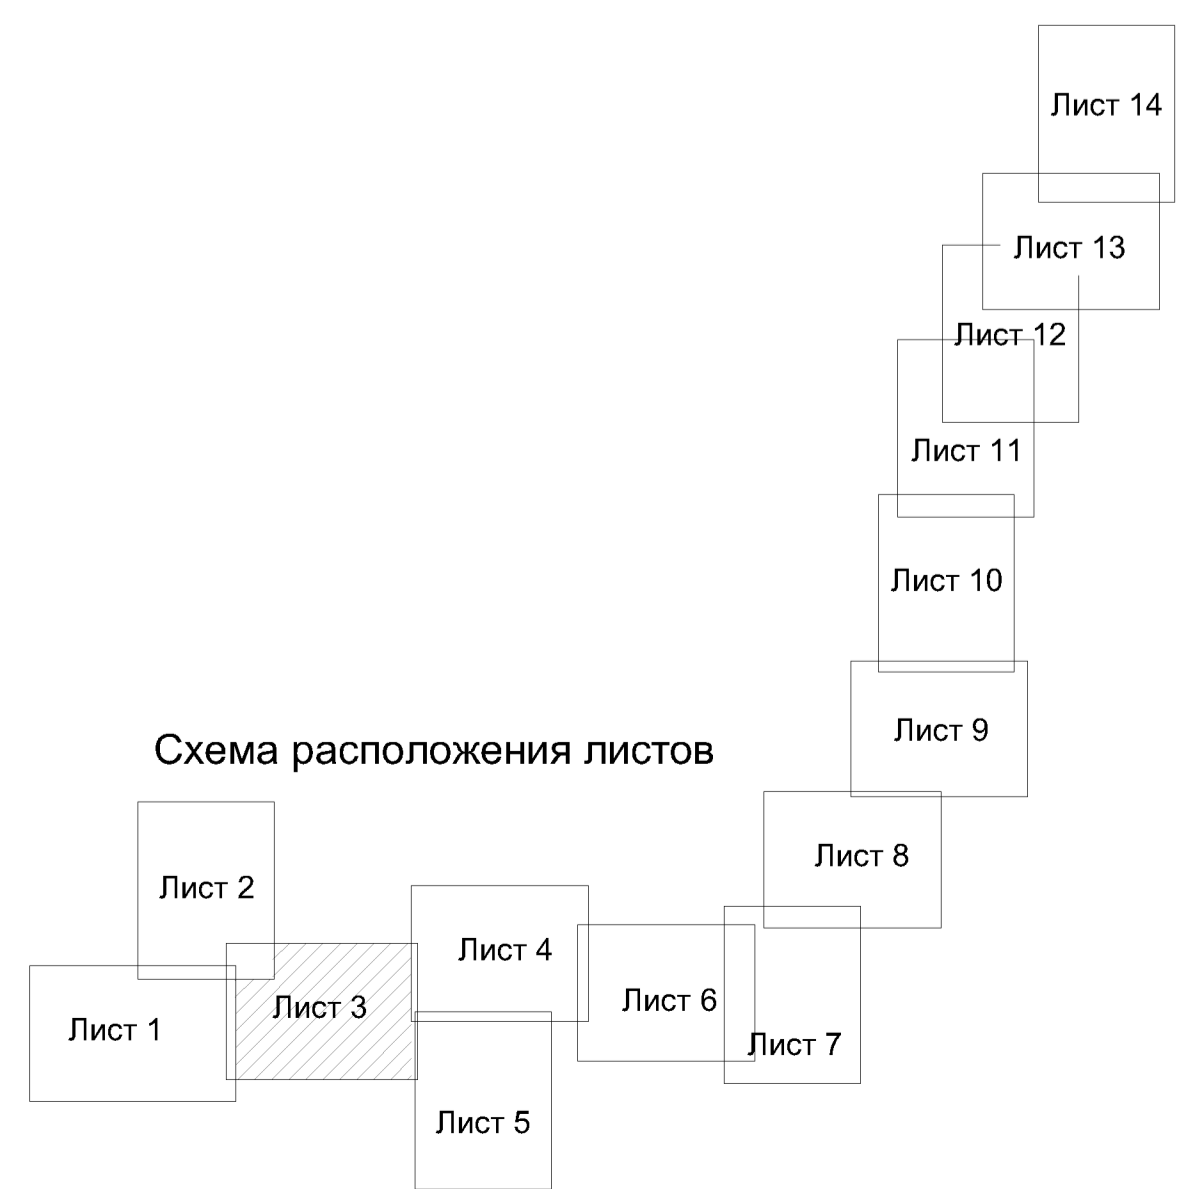 Лист 14
Лист 13
Лист 12
Лист 11
Лист 10
Лист 9
Схема расположения листов
Лист 8
Лист 2
Лист 4
Лист 6
Лист 3
Лист 1
Лист 7
Лист 5